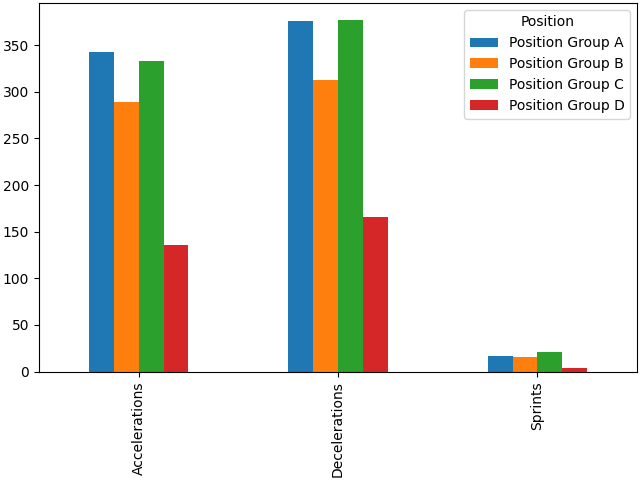 Position
Position Group A
Position Group B
Position Group C
Position Group D
350
300
250
200
150
100
50
0
Accelerations
Decelerations
Sprints